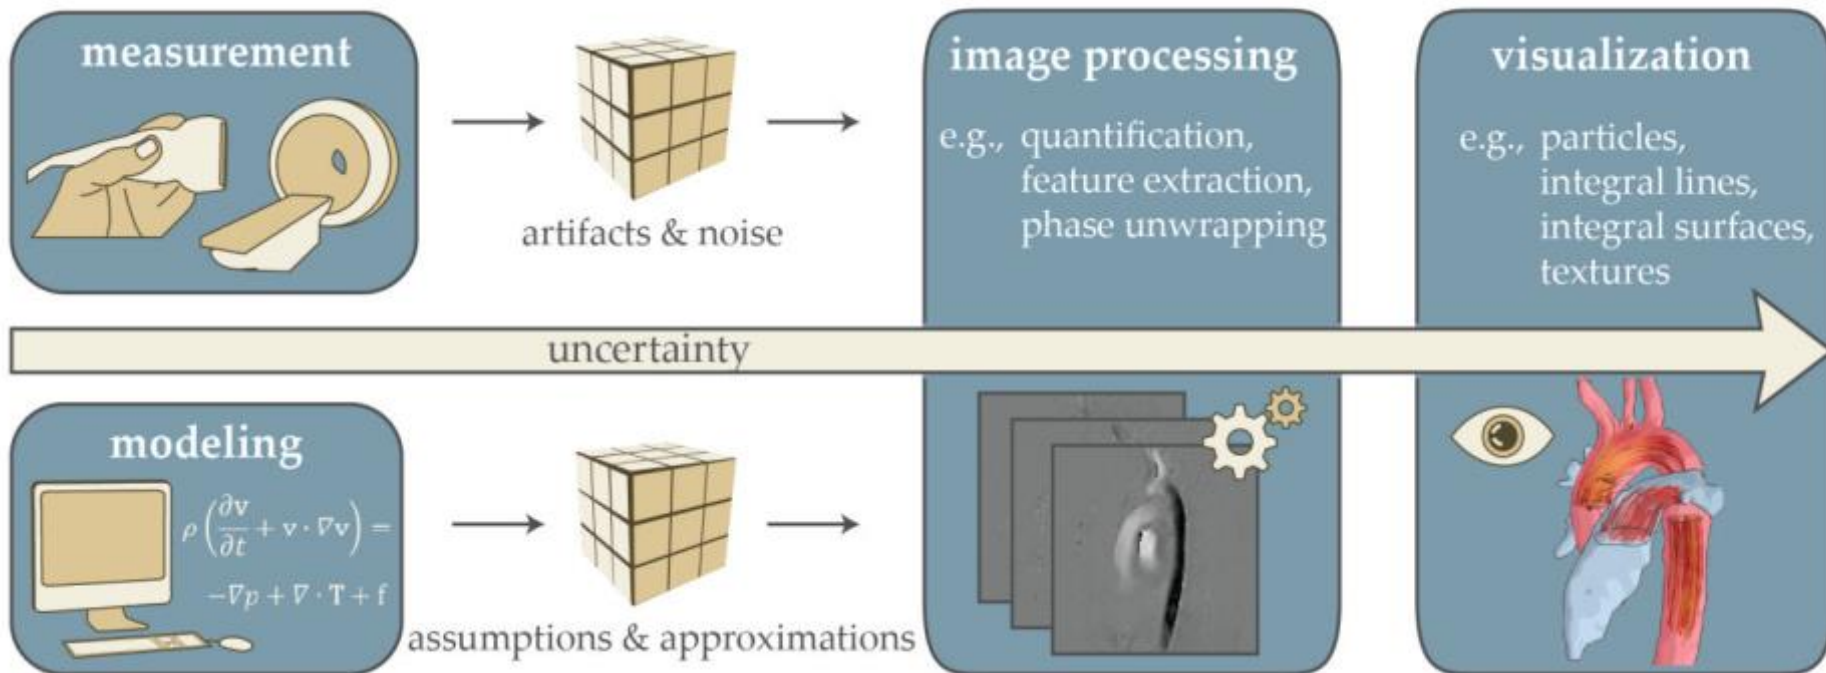 measurement
artifacts & noise
image processing
e.g., quantification,
feature extraction,
phase unwrapping
visualization
e.g., particles,
integral lines,
integral surfaces,
textures
uncertainty
modeling
ρ(∂v/∂t + v · ∇v) =
−∇p + ∇ · T + f
assumptions & approximations